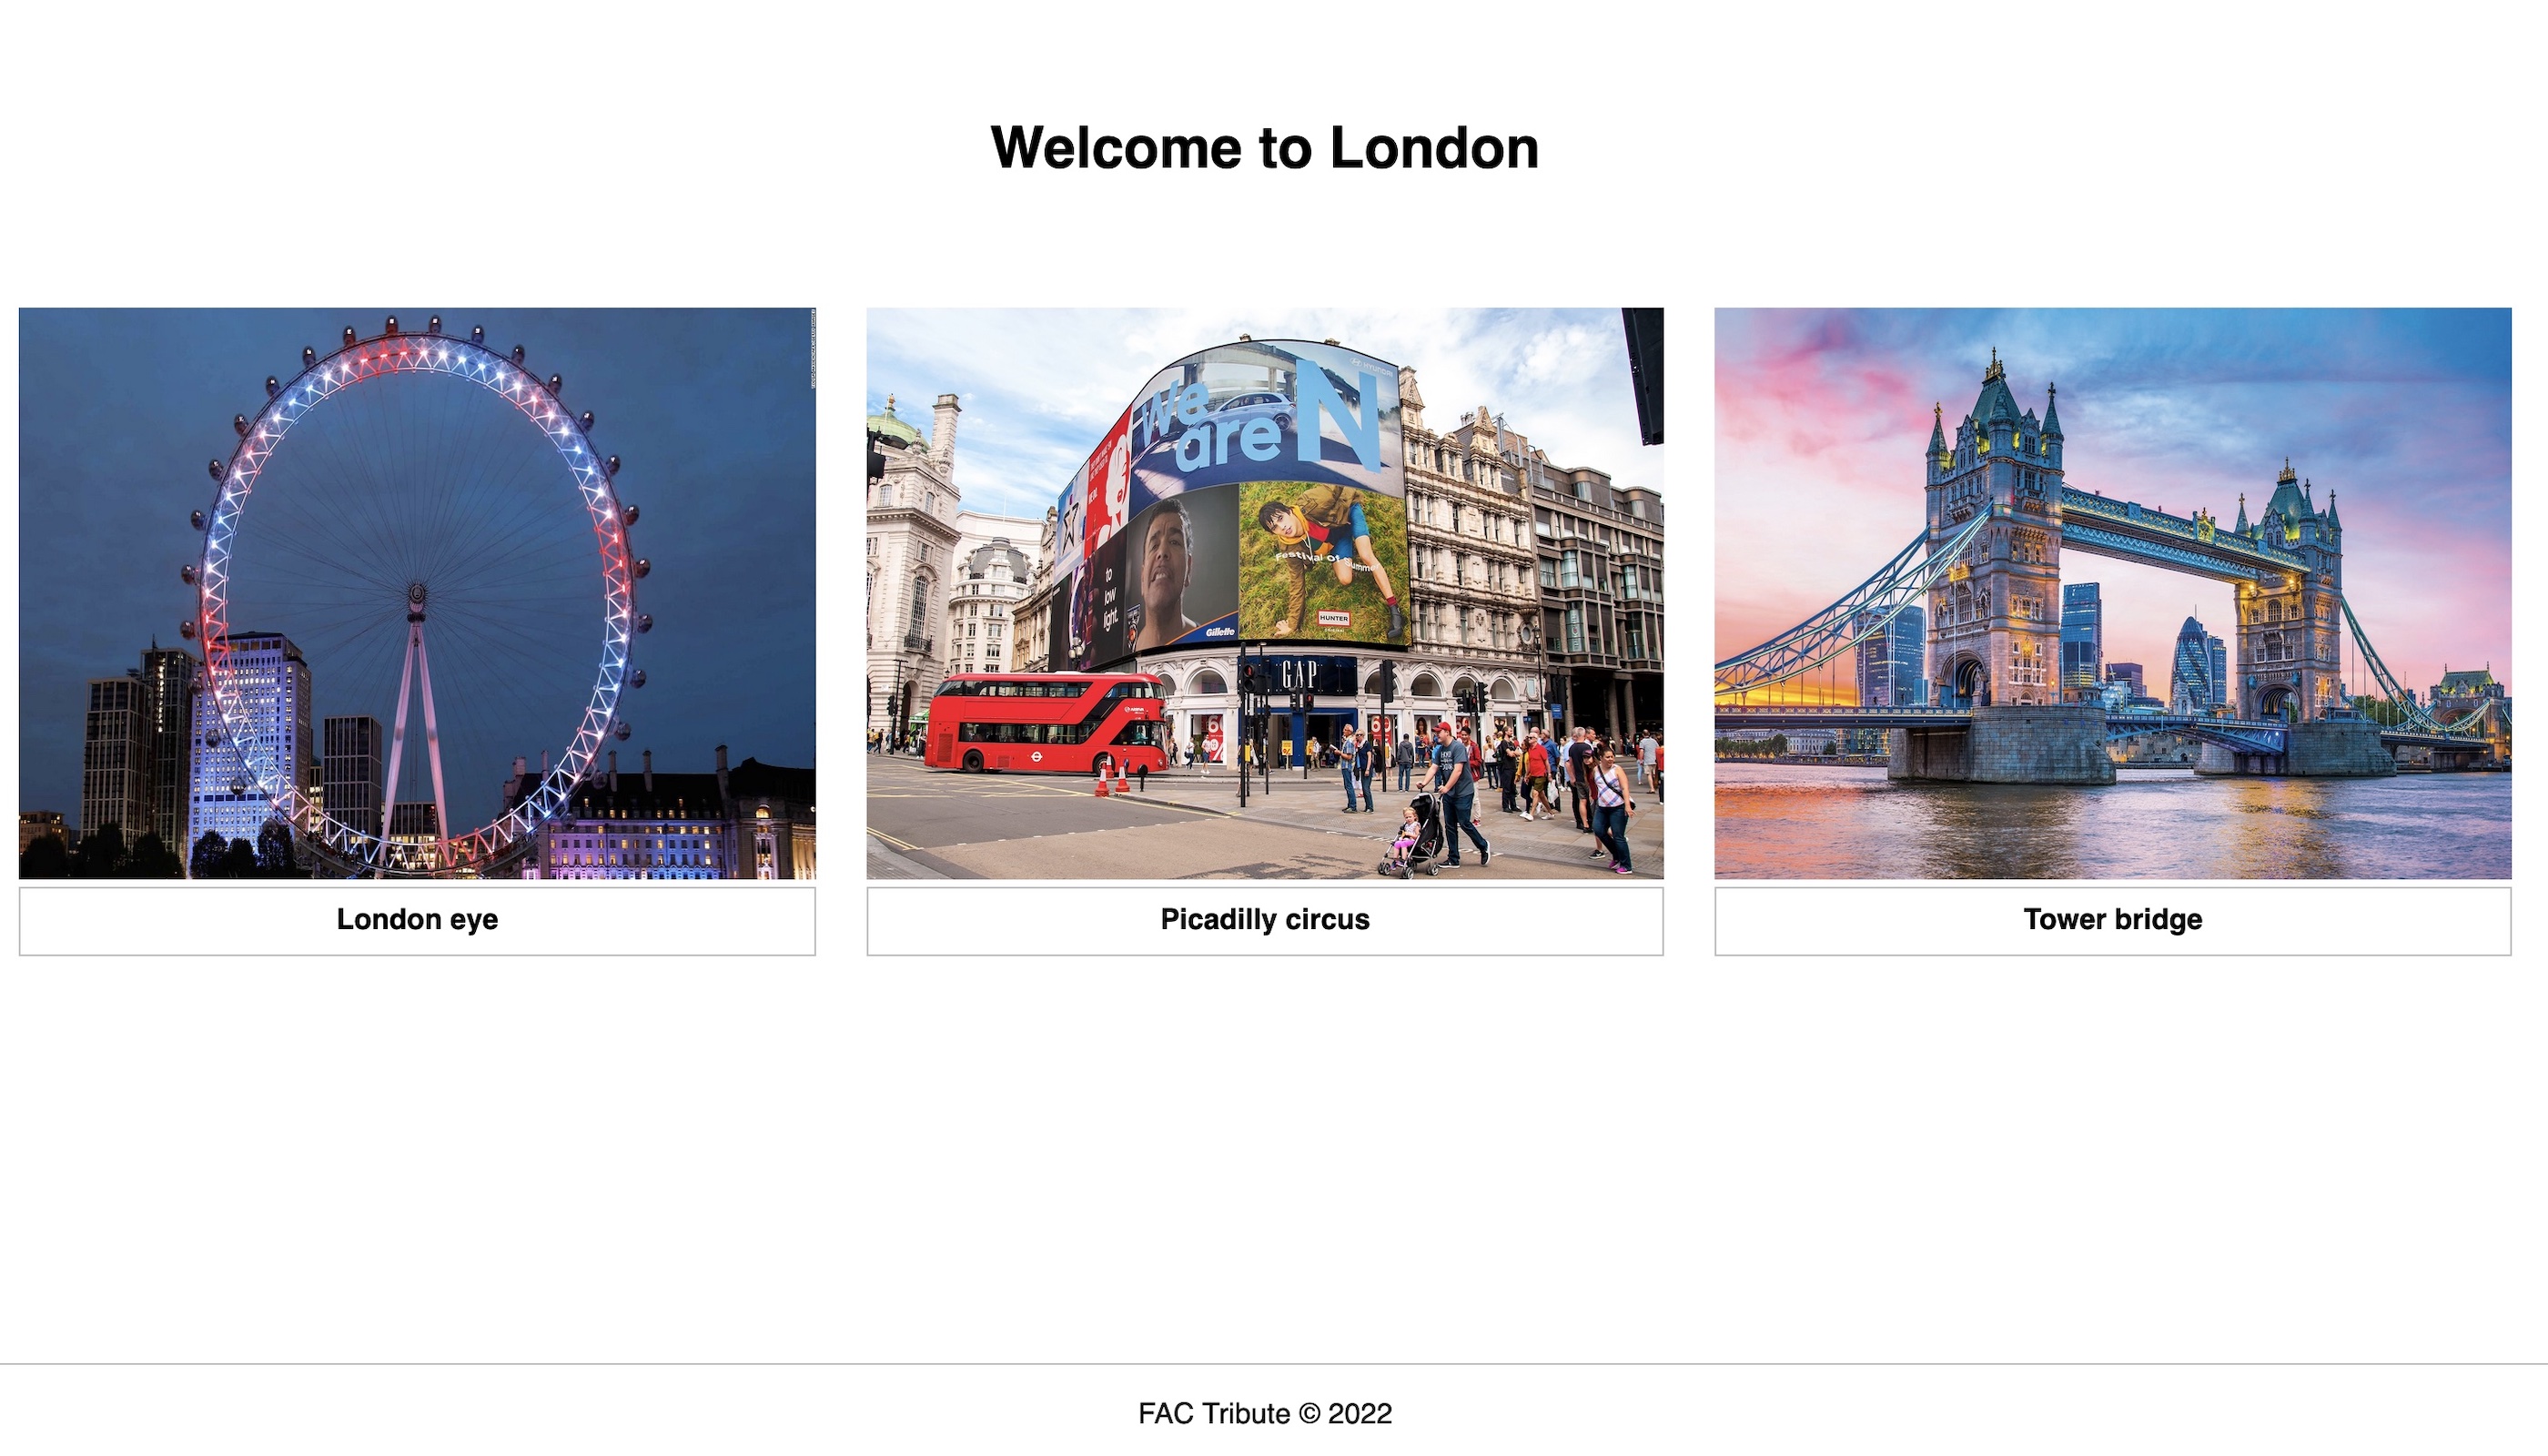 Welcome to London
We
are N
HYUNDAI
to
low
light.
Gillette
Festival Of Summer
HUNTER
GAP
London eye
Picadilly circus
Tower bridge
FAC Tribute © 2022